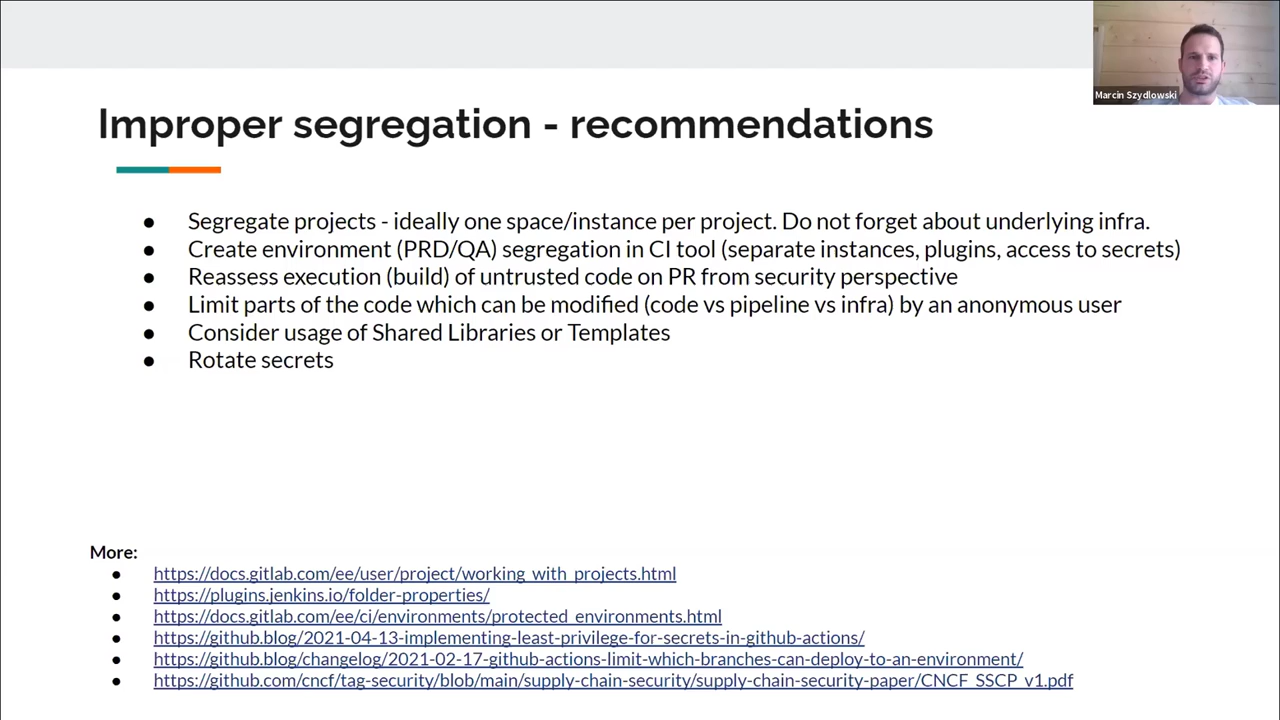 Marcin Szydlowski
Improper segregation - recommendations
● Segregate projects - ideally one space/instance per project. Do not forget about underlying infra.
● Create environment (PRD/QA) segregation in CI tool (separate instances, plugins, access to secrets)
● Reassess execution (build) of untrusted code on PR from security perspective
● Limit parts of the code which can be modified (code vs pipeline vs infra) by an anonymous user
● Consider usage of Shared Libraries or Templates
● Rotate secrets
More:
● https://docs.gitlab.com/ee/user/project/working_with_projects.html
● https://plugins.jenkins.io/folder-properties/
● https://docs.gitlab.com/ee/ci/environments/protected_environments.html
● https://github.blog/2021-04-13-implementing-least-privilege-for-secrets-in-github-actions/
● https://github.blog/changelog/2021-02-17-github-actions-limit-which-branches-can-deploy-to-an-environment/
● https://github.com/cncf/tag-security/blob/main/supply-chain-security/supply-chain-security-paper/CNCF_SSCP_v1.pdf